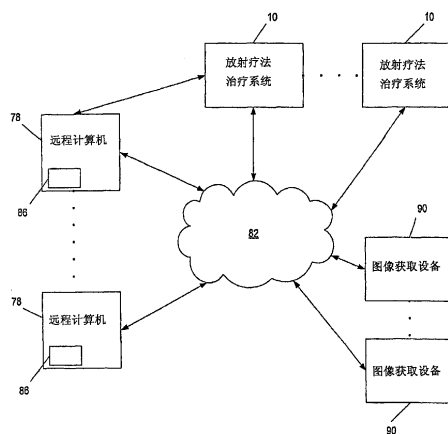 10
10
放射疗法
治疗系统
放射疗法
治疗系统
78
远程计算机
86
82
90
图像获取设备
78
远程计算机
86
图像获取设备
90